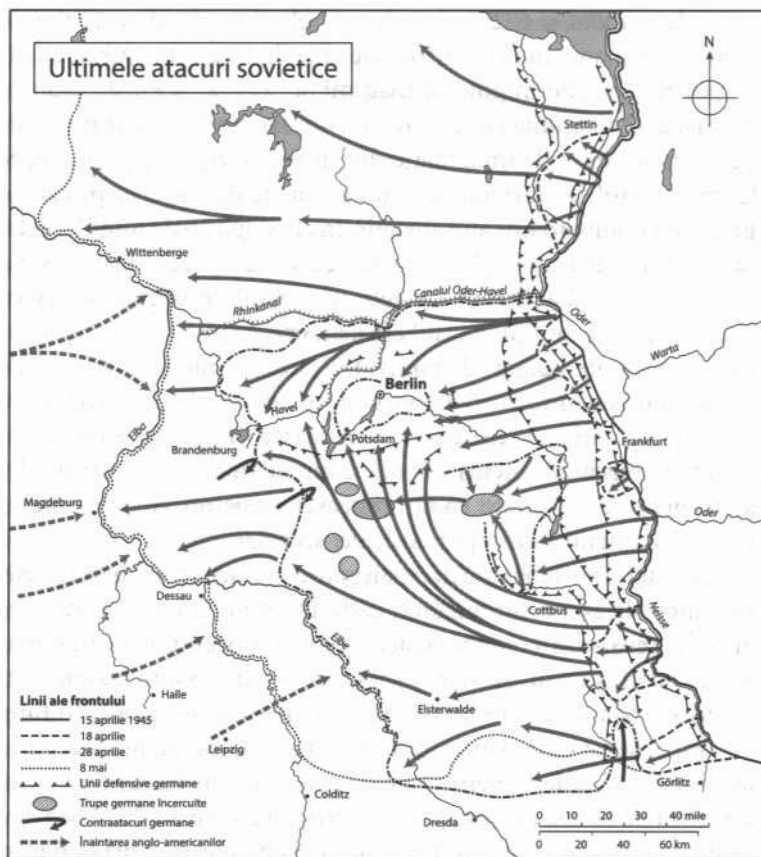 Ultimele atacuri sovietice
N
Stettin
Wittenberge
Canalul Oder-Havel
Rhinkanal
Oder
Warta
Berlin
Havel
Elba
Potsdam
Brandenburg
Frankfurt
Magdeburg
Oder
Dessau
Cottbus
Neisse
Elbe
Halle
Elsterwalde
Linii ale frontului
15 aprilie 1945
18 aprilie
28 aprilie
8 mai
Leipzig
Linii defensive germane
Görlitz
Trupe germane încercuite
Colditz
Contraatacuri germane
Dresda
0 10 20 30 40 mile
Înaintarea anglo-americanilor
0 20 40 60 km